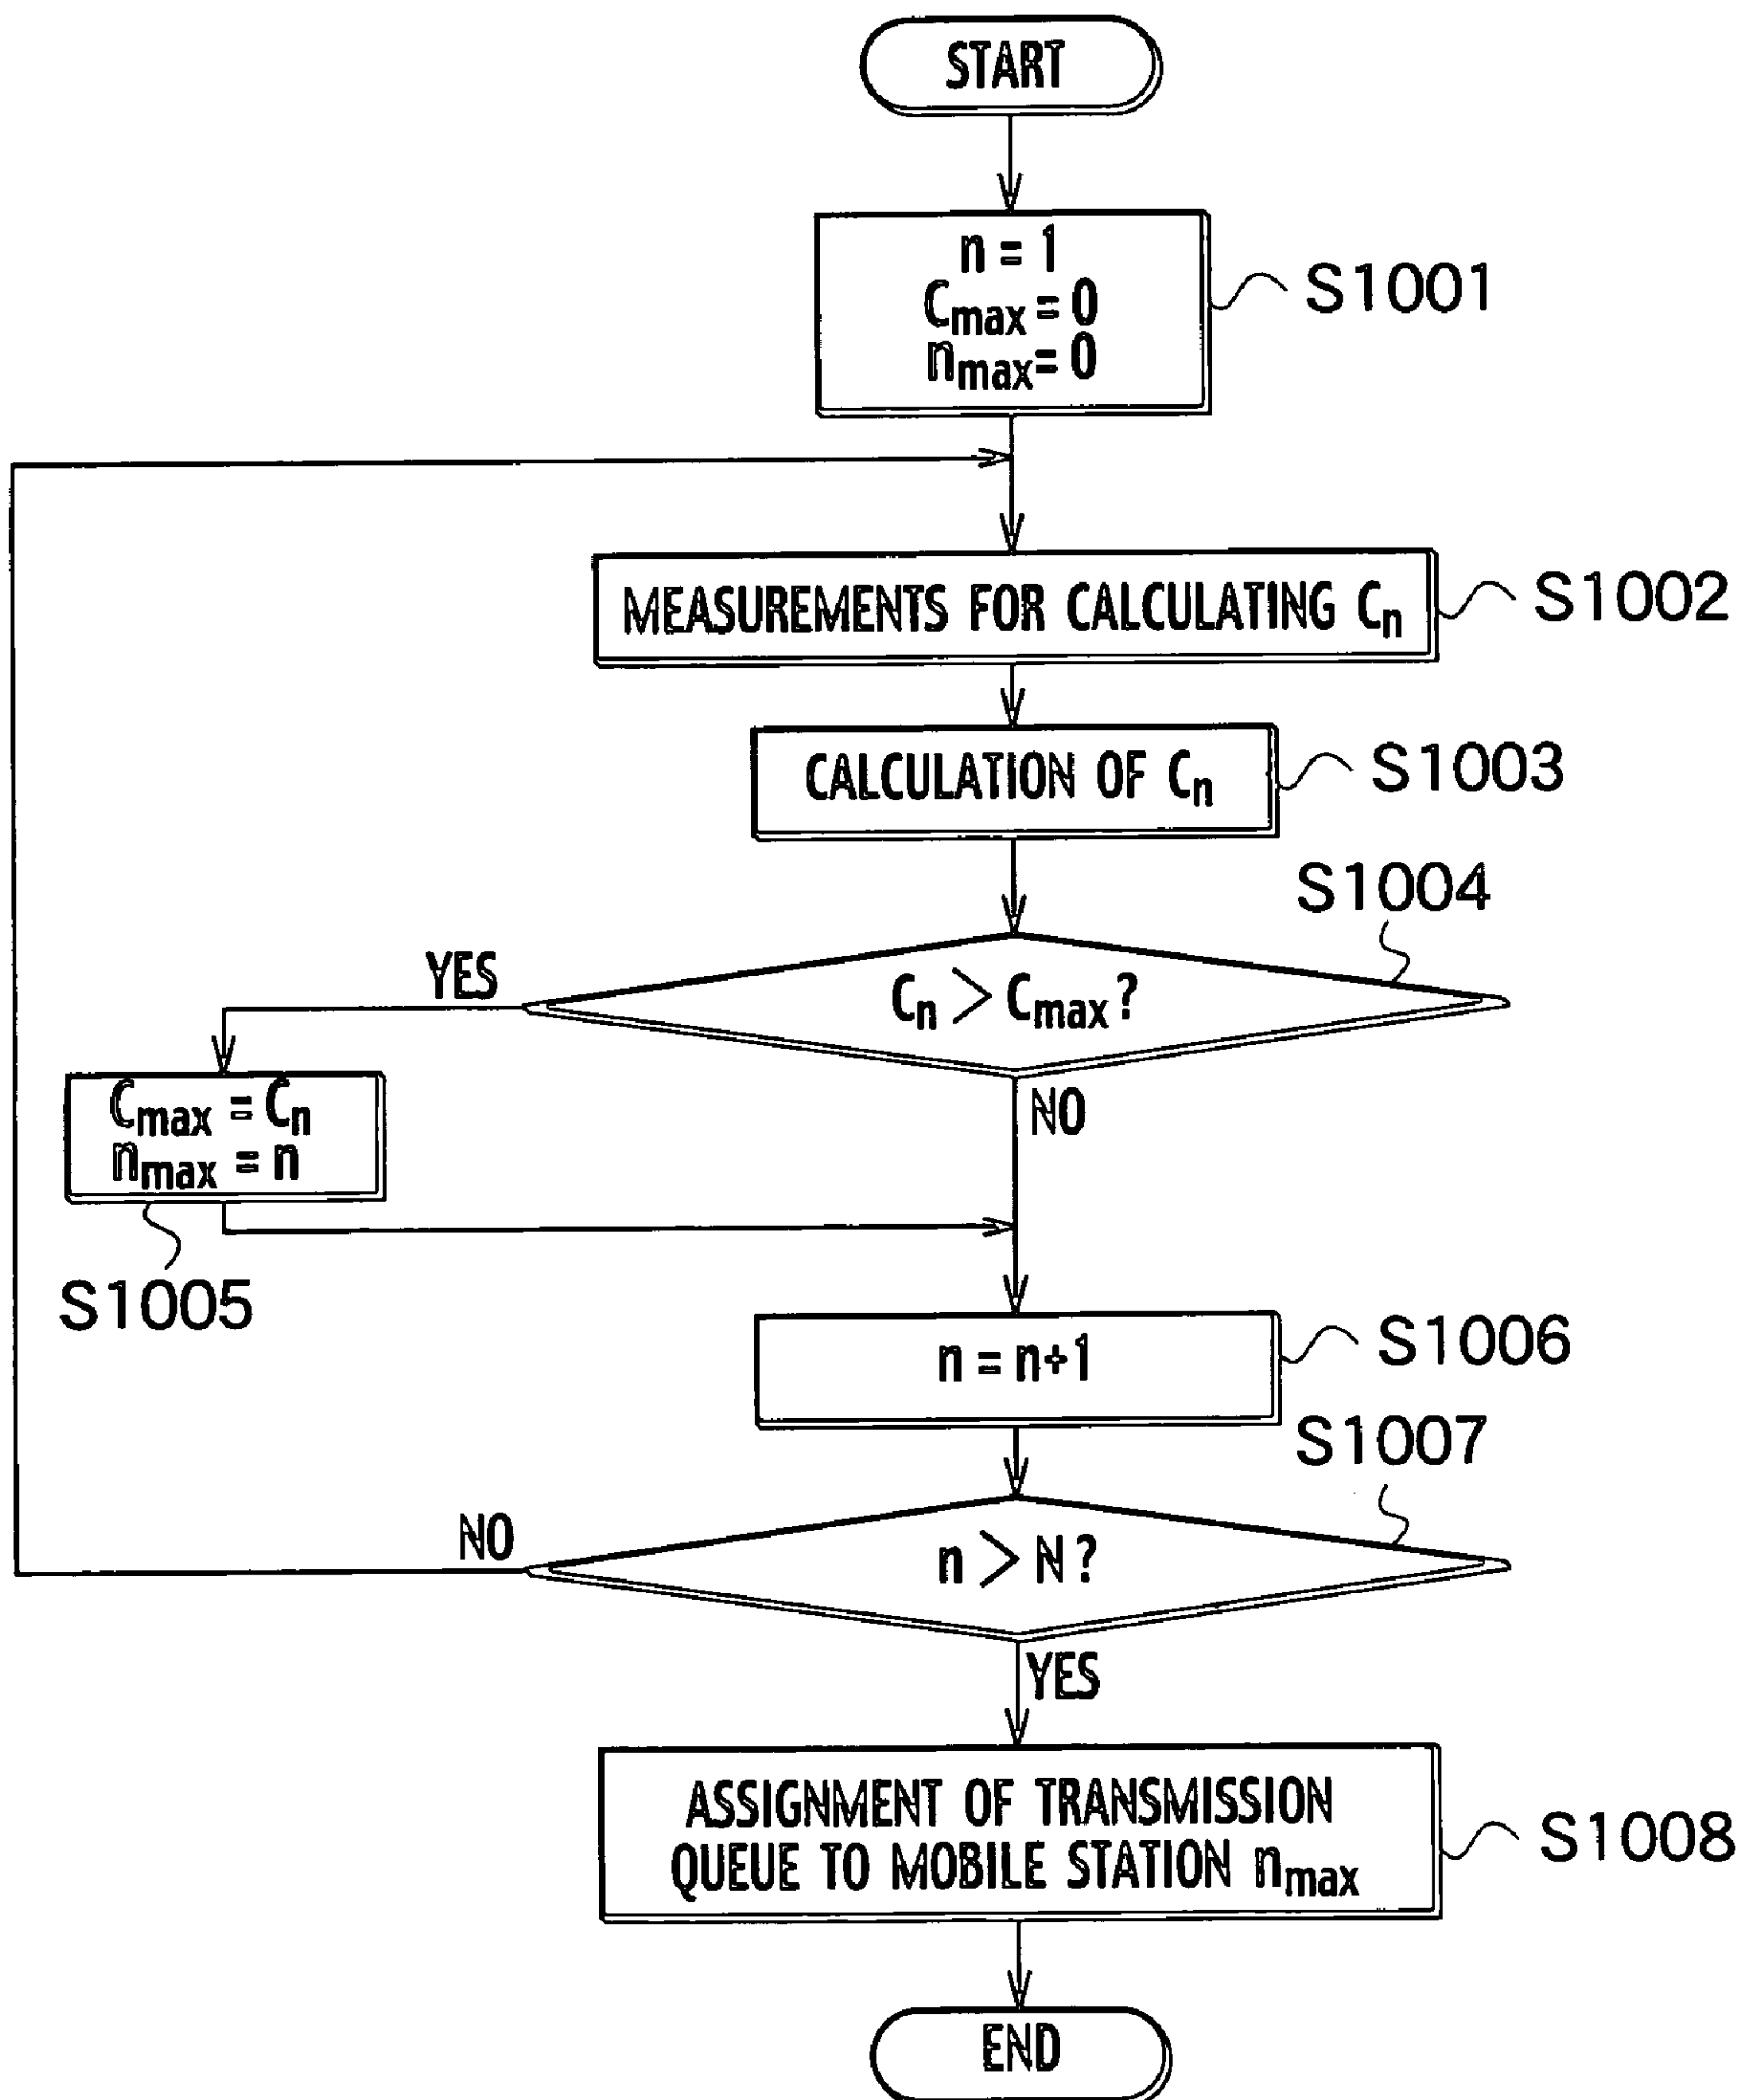 START
n = 1
Cmax = 0
nmax = 0
S1001
MEASUREMENTS FOR CALCULATING Cn
S1002
CALCULATION OF Cn
S1003
S1004
YES
Cn > Cmax ?
NO
Cmax = Cn
nmax = n
S1005
n = n+1
S1006
S1007
NO
n > N ?
YES
ASSIGNMENT OF TRANSMISSION
QUEUE TO MOBILE STATION nmax
S1008
END